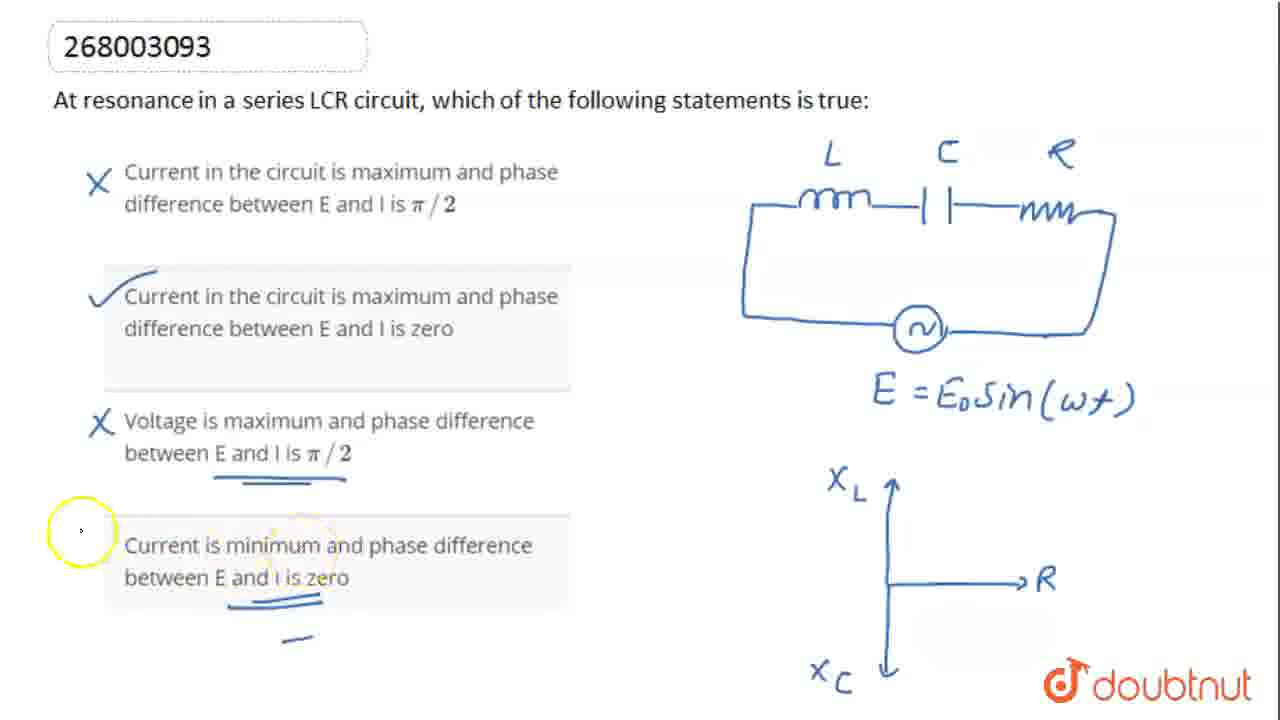 268003093
At resonance in a series LCR circuit, which of the following statements is true:
Current in the circuit is maximum and phase
difference between E and I is π / 2
Current in the circuit is maximum and phase
difference between E and I is zero
Voltage is maximum and phase difference
between E and I is π / 2
Current is minimum and phase difference
between E and I is zero
L C R
E = E₀ sin(ωt)
X_L
R
X_C
doubtnut